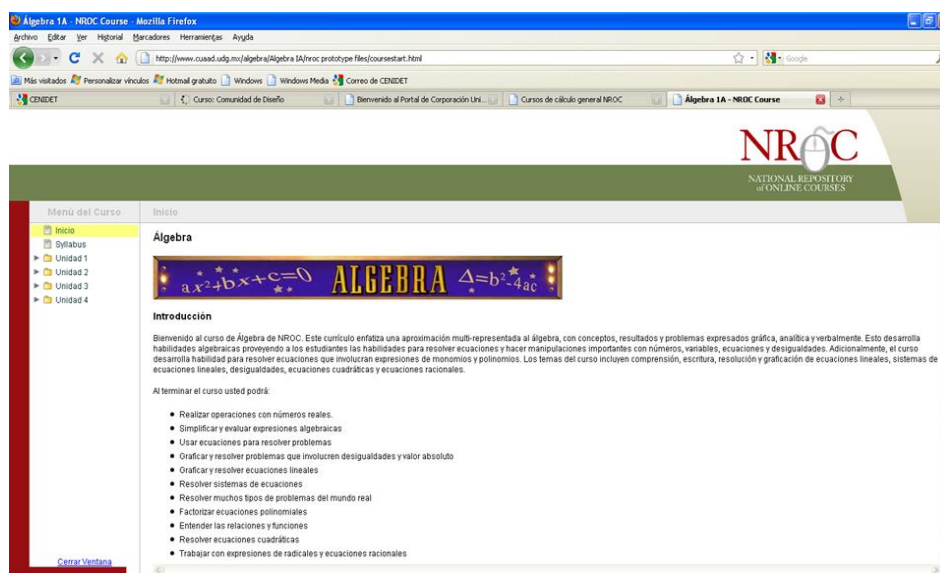 Álgebra 1A - NROC Course - Mozilla Firefox
Archivo Editar Ver Historial Marcadores Herramientas Ayuda
http://www.cuaad.udg.mx/algebra/Algebra IA/nroc prototype files/coursestart.html
Google
Más visitados Personalizar vínculos Hotmail gratuito Windows Windows Media Correo de CENIDET
CENIDET Curso: Comunidad de Diseño Bienvenido al Portal de Corporación Uni... Cursos de cálculo general NROC Álgebra 1A - NROC Course
NROC
NATIONAL REPOSITORY
of ONLINE COURSES
Menú del Curso Inicio
Inicio
Syllabus
Unidad 1
Unidad 2
Unidad 3
Unidad 4
Cerrar Ventana
Álgebra
ax²+bx+c=0 ALGEBRA Δ=b²-4ac
Introducción
Bienvenido al curso de Álgebra de NROC. Este currículo enfatiza una aproximación multi-representada al álgebra, con conceptos, resultados y problemas expresados gráfica, analítica y verbalmente. Esto desarrolla
habilidades algebraicas proveyendo a los estudiantes las habilidades para resolver ecuaciones y hacer manipulaciones importantes con números, variables, ecuaciones y desigualdades. Adicionalmente, el curso
desarrolla habilidad para resolver ecuaciones que involucran expresiones de monomios y polinomios. Los temas del curso incluyen comprensión, escritura, resolución y graficación de ecuaciones lineales, sistemas de
ecuaciones lineales, desigualdades, ecuaciones cuadráticas y ecuaciones racionales.
Al terminar el curso usted podrá:
Realizar operaciones con números reales.
Simplificar y evaluar expresiones algebraicas
Usar ecuaciones para resolver problemas
Graficar y resolver problemas que involucren desigualdades y valor absoluto
Graficar y resolver ecuaciones lineales
Resolver sistemas de ecuaciones
Resolver muchos tipos de problemas del mundo real
Factorizar ecuaciones polinomiales
Entender las relaciones y funciones
Resolver ecuaciones cuadráticas
Trabajar con expresiones de radicales y ecuaciones racionales